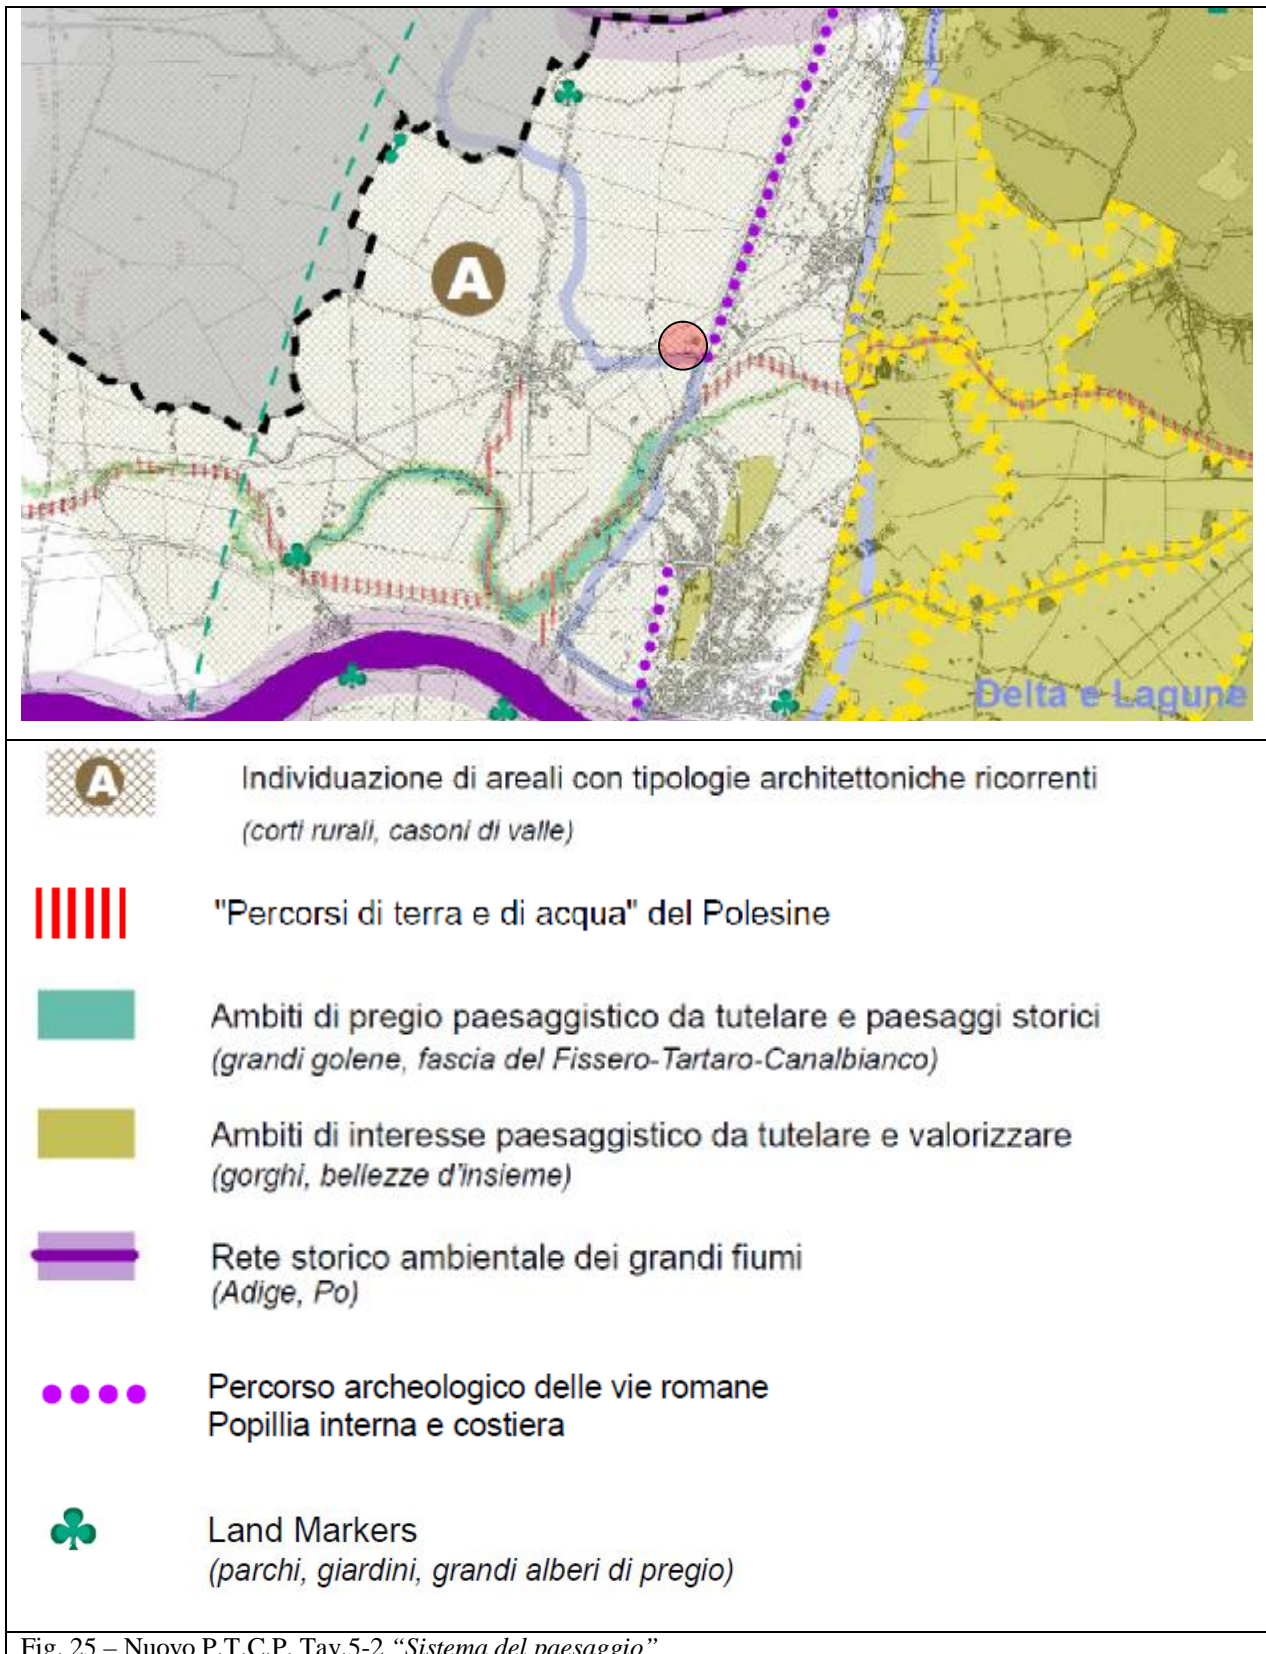 A
Delta e Lagune
A
Individuazione di areali con tipologie architettoniche ricorrenti
(corti rurali, casoni di valle)
"Percorsi di terra e di acqua" del Polesine
Ambiti di pregio paesaggistico da tutelare e paesaggi storici
(grandi golene, fascia del Fissero-Tartaro-Canalbianco)
Ambiti di interesse paesaggistico da tutelare e valorizzare
(gorghi, bellezze d'insieme)
Rete storico ambientale dei grandi fiumi
(Adige, Po)
Percorso archeologico delle vie romane
Popillia interna e costiera
Land Markers
(parchi, giardini, grandi alberi di pregio)
Fig. 25 – Nuovo P.T.C.P. Tav.5-2 “Sistema del paesaggio”